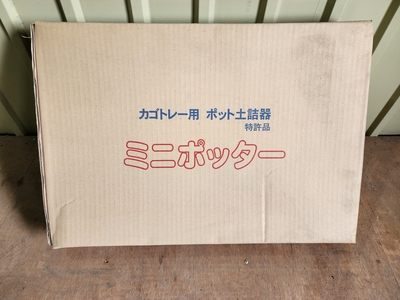 カゴトレー用 ポット土詰器
特許品
ミニポッター